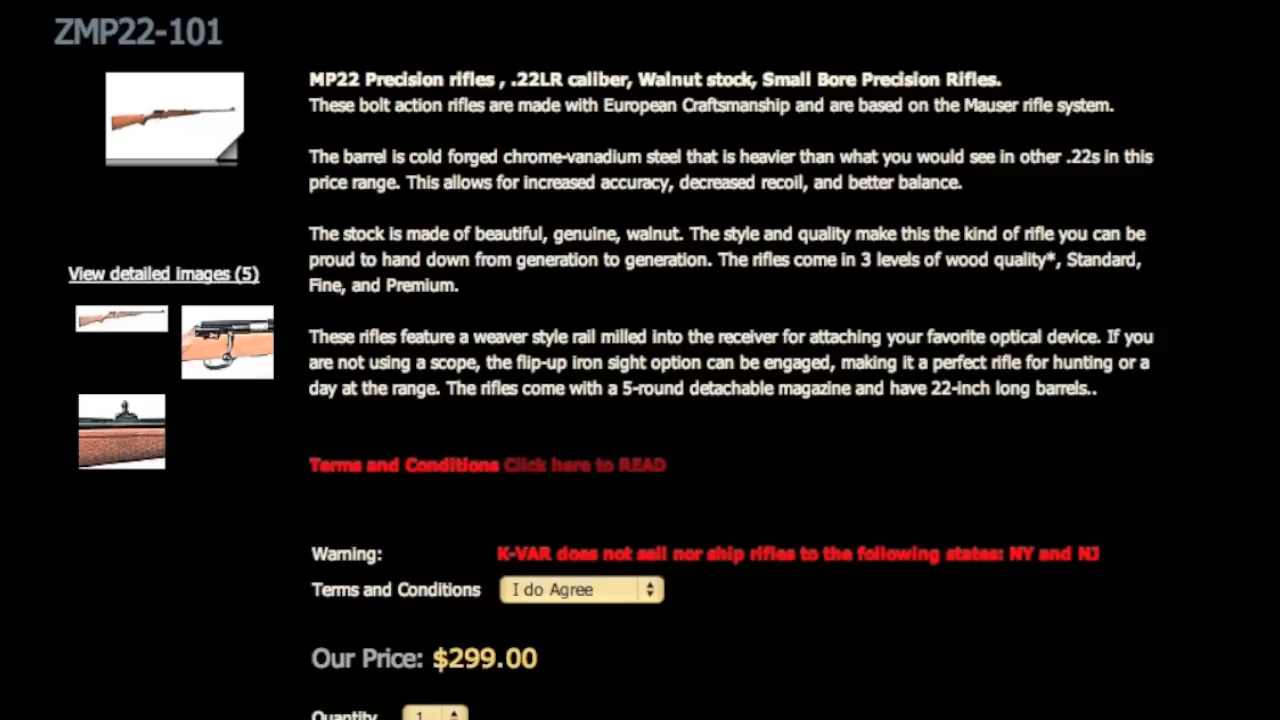 ZMP22-101
MP22 Precision rifles , .22LR caliber, Walnut stock, Small Bore Precision Rifles.
These bolt action rifles are made with European Craftsmanship and are based on the Mauser rifle system.
The barrel is cold forged chrome-vanadium steel that is heavier than what you would see in other .22s in this
price range. This allows for increased accuracy, decreased recoil, and better balance.
The stock is made of beautiful, genuine, walnut. The style and quality make this the kind of rifle you can be
proud to hand down from generation to generation. The rifles come in 3 levels of wood quality*, Standard,
Fine, and Premium.
View detailed images (5)
These rifles feature a weaver style rail milled into the receiver for attaching your favorite optical device. If you
are not using a scope, the flip-up iron sight option can be engaged, making it a perfect rifle for hunting or a
day at the range. The rifles come with a 5-round detachable magazine and have 22-inch long barrels..
Terms and Conditions Click here to READ
Warning: K-VAR does not sell nor ship rifles to the following states: NY and NJ
Terms and Conditions I do Agree
Our Price: $299.00
Quantity 1